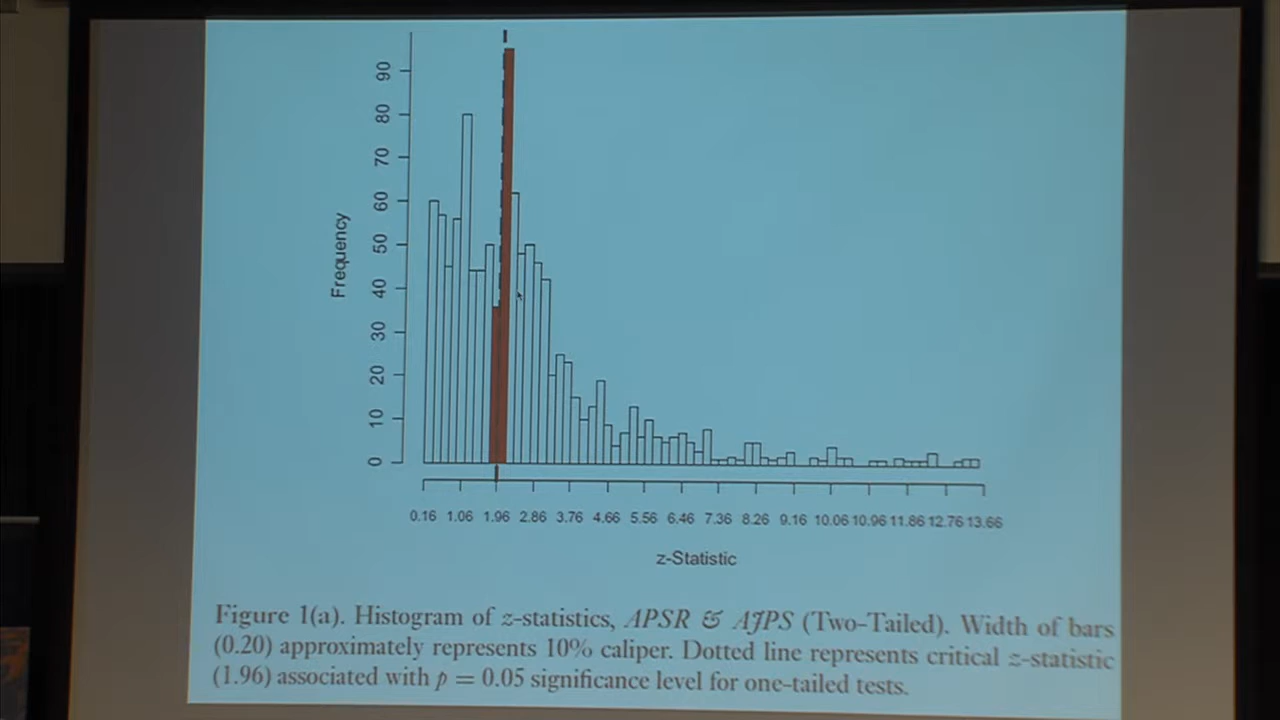 90
80
70
60
50
40
30
20
10
0
Frequency
0.16 1.06 1.96 2.86 3.76 4.66 5.56 6.46 7.36 8.26 9.16 10.06 10.96 11.86 12.76 13.66
z-Statistic
Figure 1(a). Histogram of z-statistics, APSR & AJPS (Two-Tailed). Width of bars
(0.20) approximately represents 10% caliper. Dotted line represents critical z-statistic
(1.96) associated with p = 0.05 significance level for one-tailed tests.